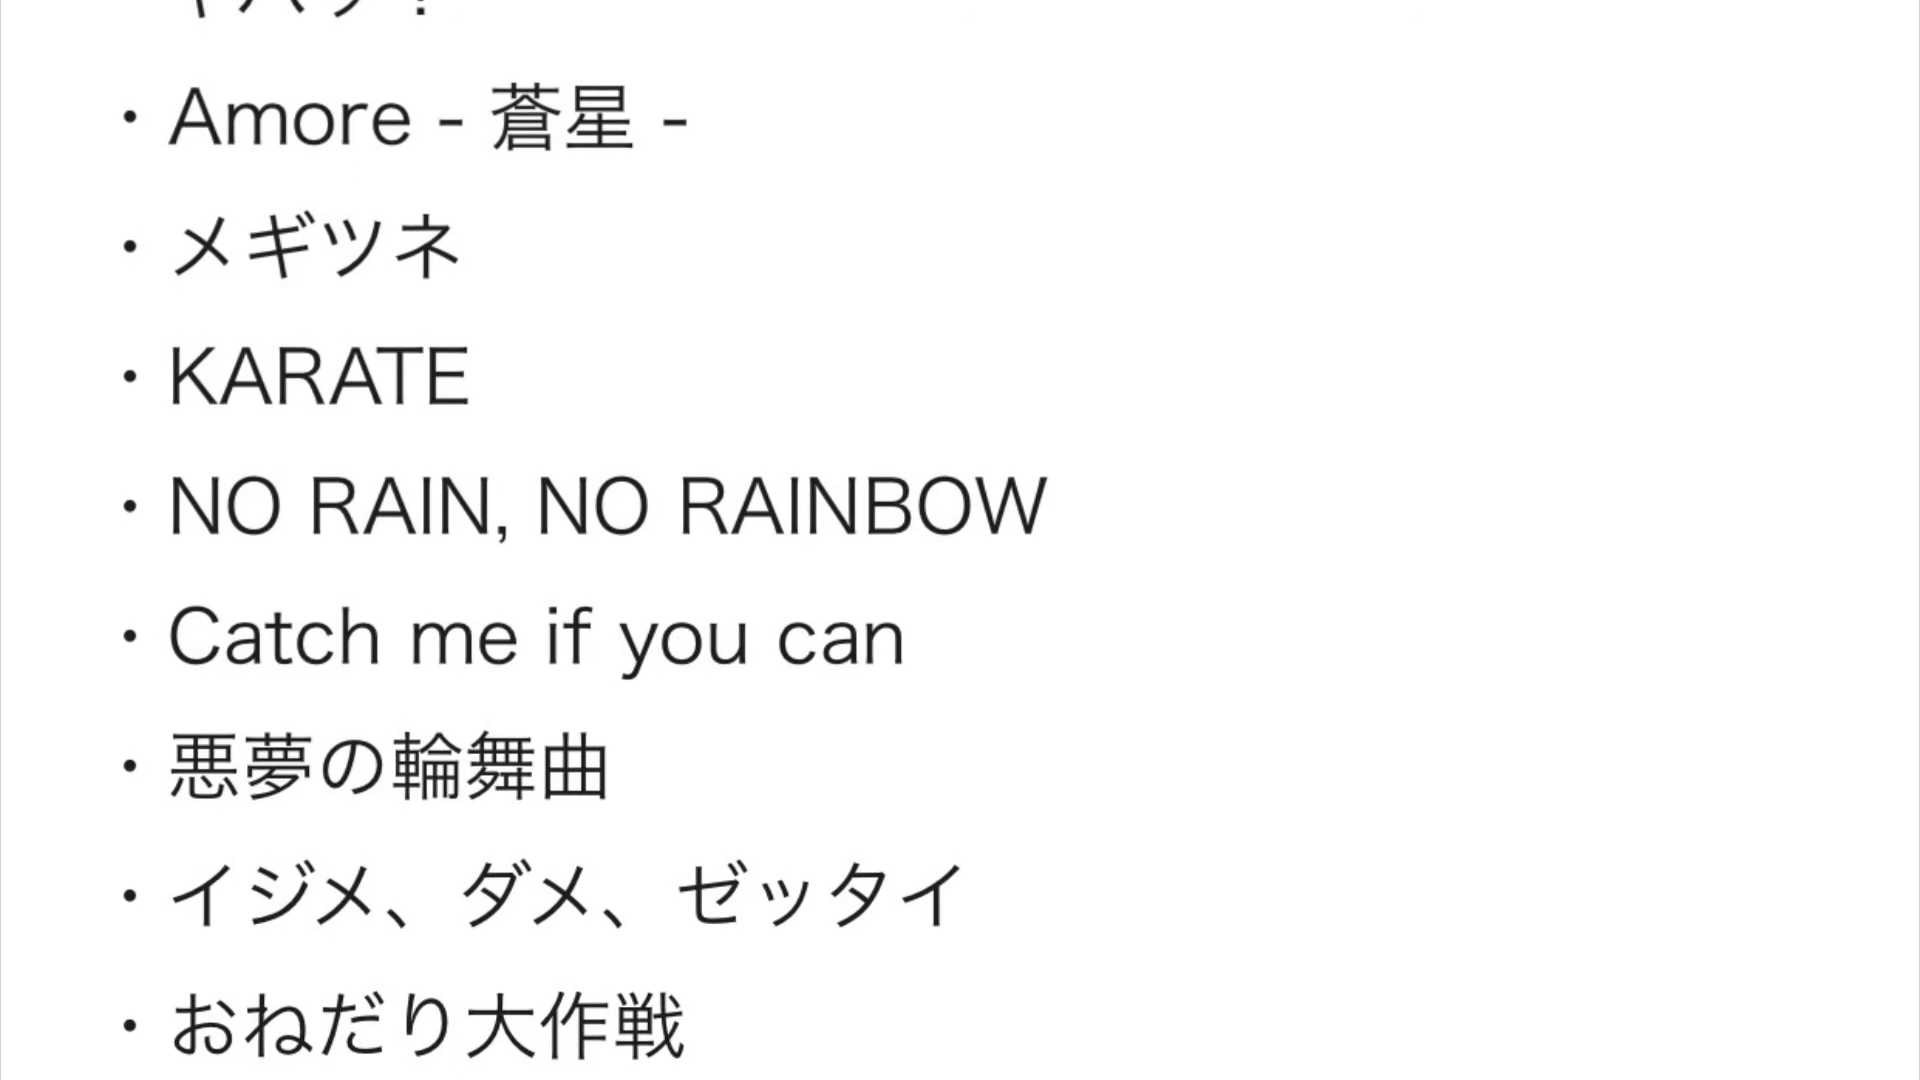 ・Amore - 蒼星 -
・メギツネ
・KARATE
・NO RAIN, NO RAINBOW
・Catch me if you can
・悪夢の輪舞曲
・イジメ、ダメ、ゼッタイ
・おねだり大作戦